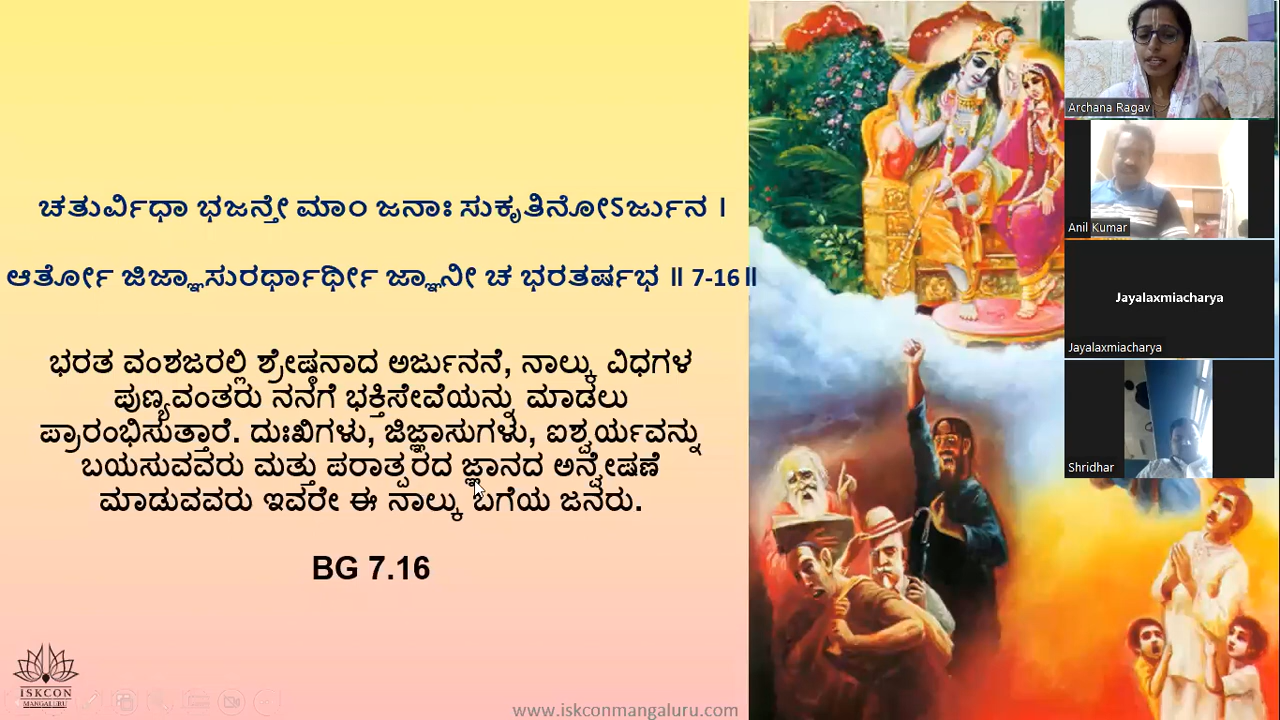 ಚತುರ್ವಿಧಾ ಭಜನ್ತೇ ಮಾಂ ಜನಾಃ ಸುಕೃತಿನೋSರ್ಜುನ ।
ಆರ್ತೋ ಜಿಜ್ಞಾಸುರರ್ಥಾರ್ಥೀ ಜ್ಞಾನೀ ಚ ಭರತರ್ಷಭ ॥ 7-16॥
ಭರತ ವಂಶಜರಲ್ಲಿ ಶ್ರೇಷ್ಠನಾದ ಅರ್ಜುನನೆ, ನಾಲ್ಕು ವಿಧಗಳ
ಪುಣ್ಯವಂತರು ನನಗೆ ಭಕ್ತಿಸೇವೆಯನ್ನು ಮಾಡಲು
ಪ್ರಾರಂಭಿಸುತ್ತಾರೆ. ದುಃಖಿಗಳು, ಜಿಜ್ಞಾಸುಗಳು, ಐಶ್ವರ್ಯವನ್ನು
ಬಯಸುವವರು ಮತ್ತು ಪರಾತ್ಪರದ ಜ್ಞಾನದ ಅನ್ವೇಷಣೆ
ಮಾಡುವವರು ಇವರೇ ಈ ನಾಲ್ಕು ಬಗೆಯ ಜನರು.
BG 7.16
ISKCON
MANGALURU
www.iskconmangaluru.com
Archana Ragav
Anil Kumar
Jayalaxmiacharya
Jayalaxmiacharya
Shridhar